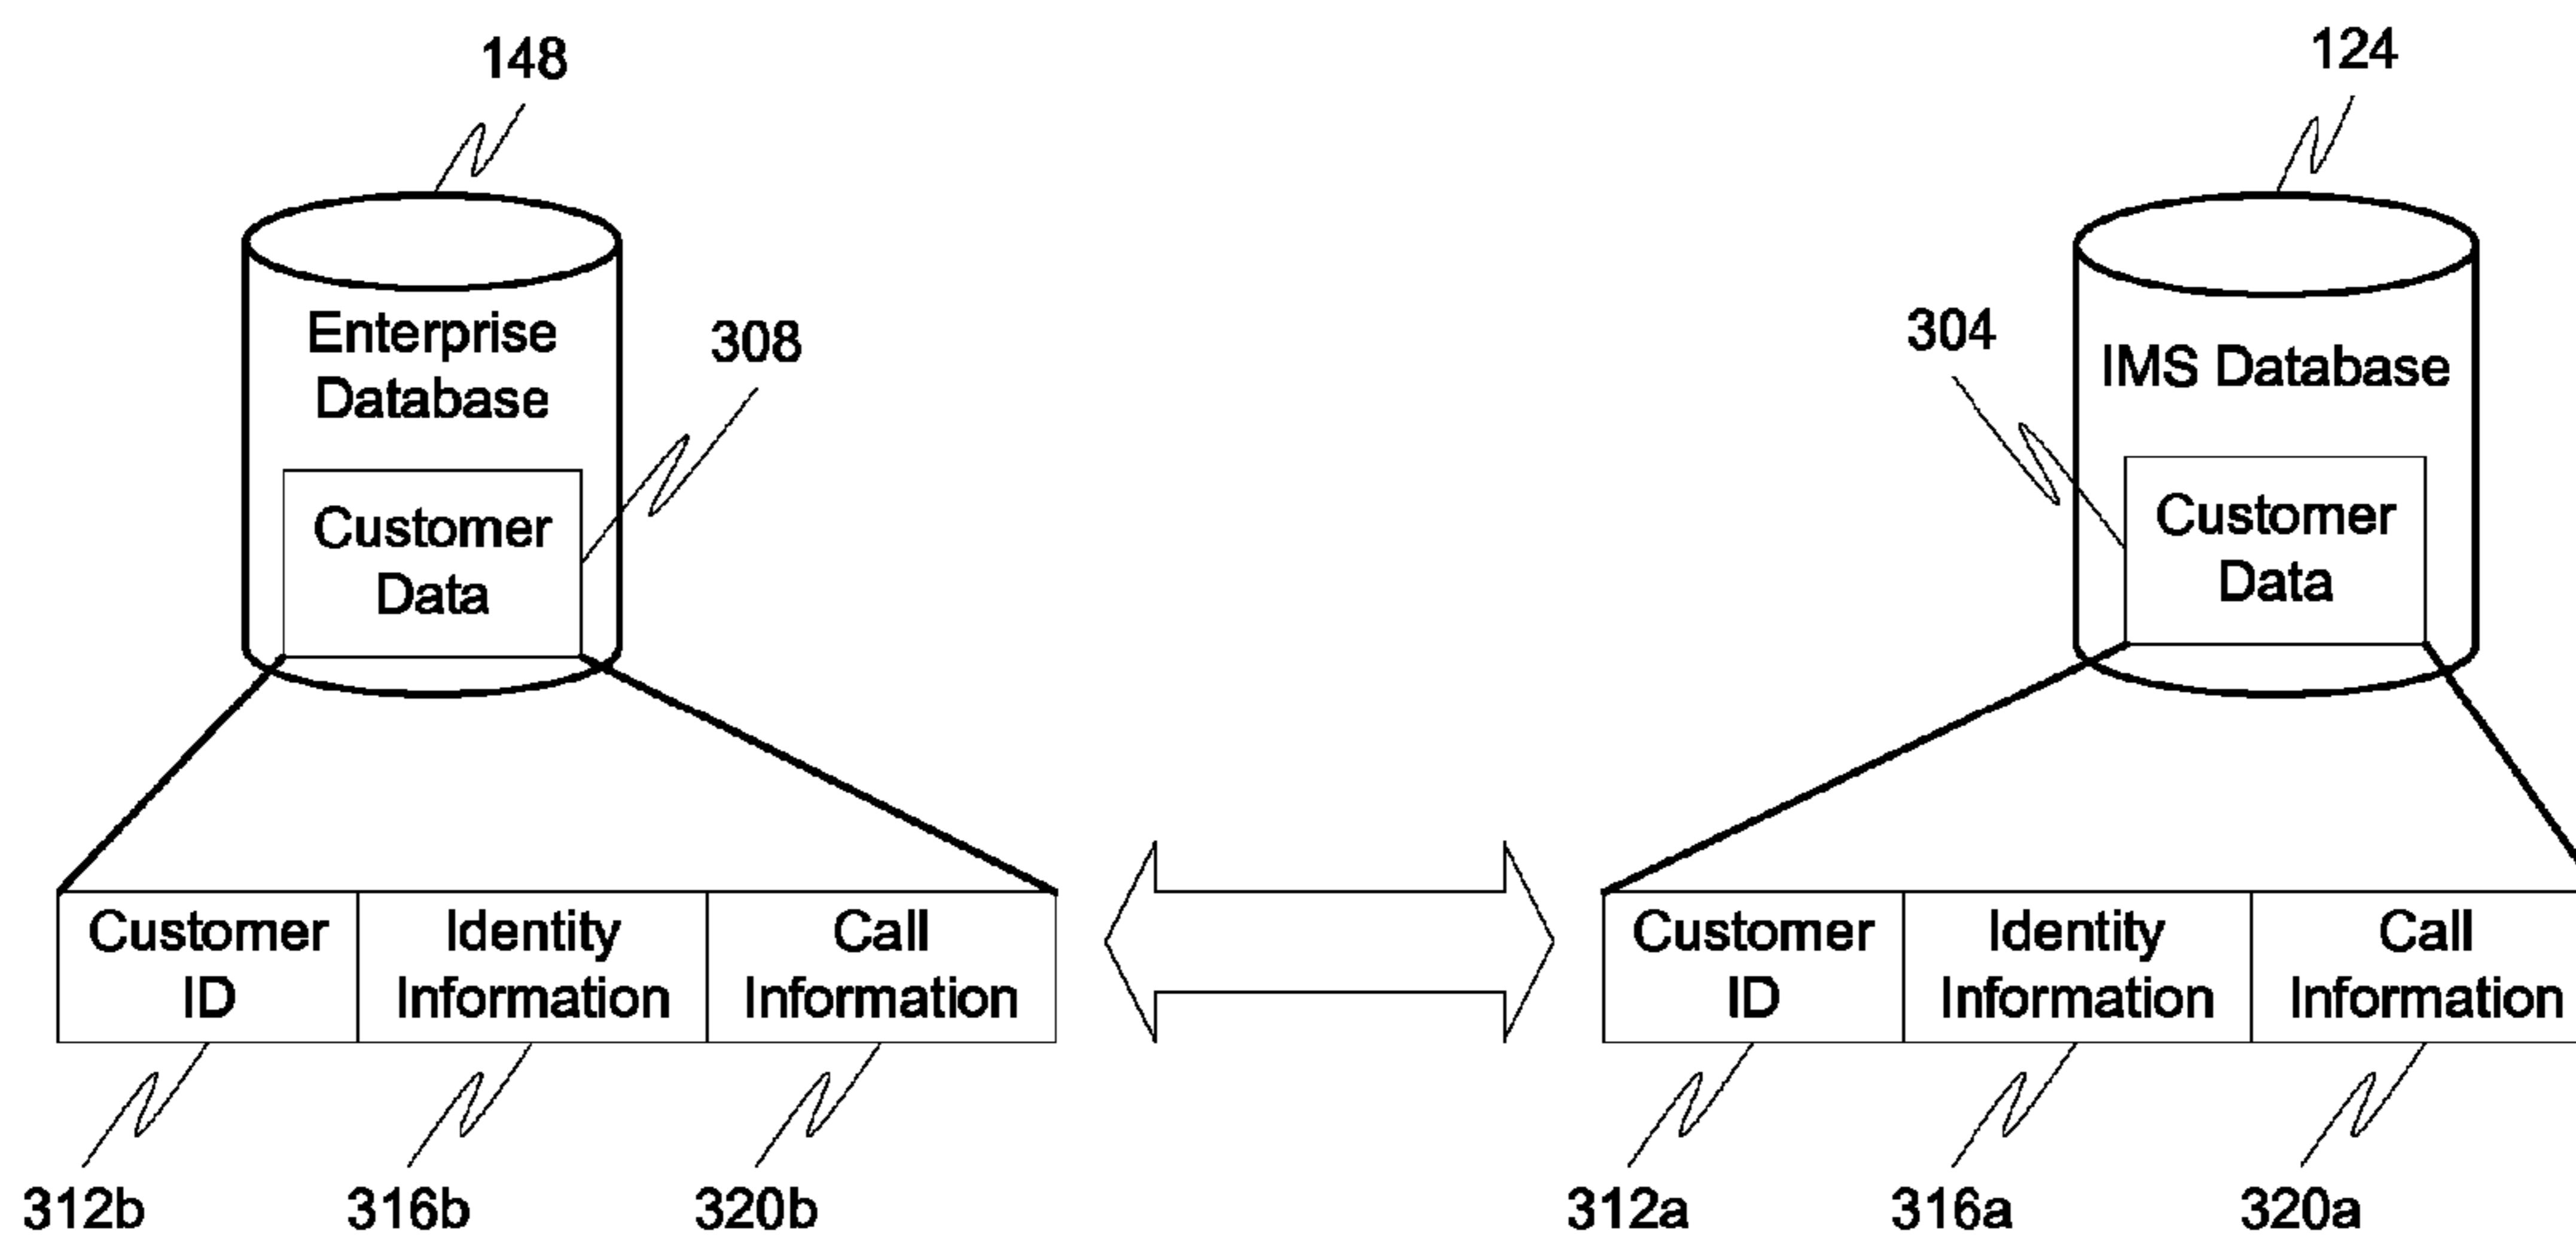 148
124
Enterprise
Database
308
304
IMS Database
Customer
Data
Customer
Data
Customer
ID
Identity
Information
Call
Information
Customer
ID
Identity
Information
Call
Information
312b
316b
320b
312a
316a
320a